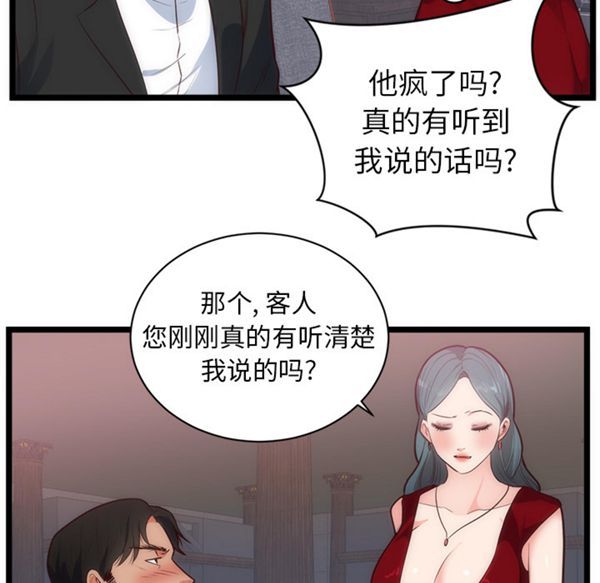 他疯了吗?
真的有听到
我说的话吗?
那个, 客人
您刚刚真的有听清楚
我说的吗?